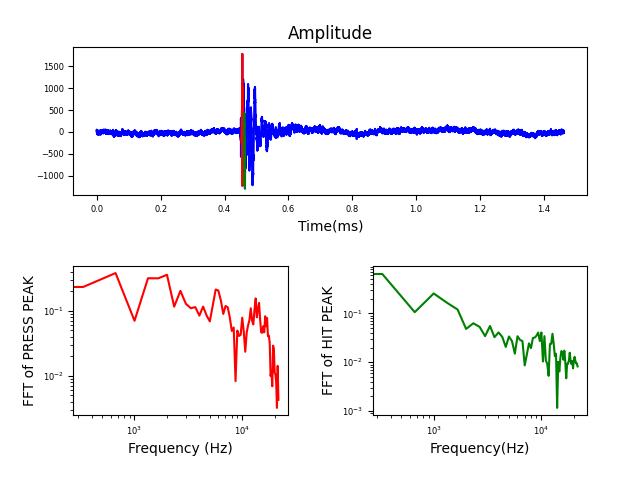 Amplitude
1500
1000
500
0
−500
−1000
0.0 0.2 0.4 0.6 0.8 1.0 1.2 1.4
Time(ms)
FFT of PRESS PEAK
10⁻¹
10⁻²
10³ 10⁴
Frequency (Hz)
FFT of HIT PEAK
10⁻¹
10⁻²
10⁻³
10³ 10⁴
Frequency(Hz)